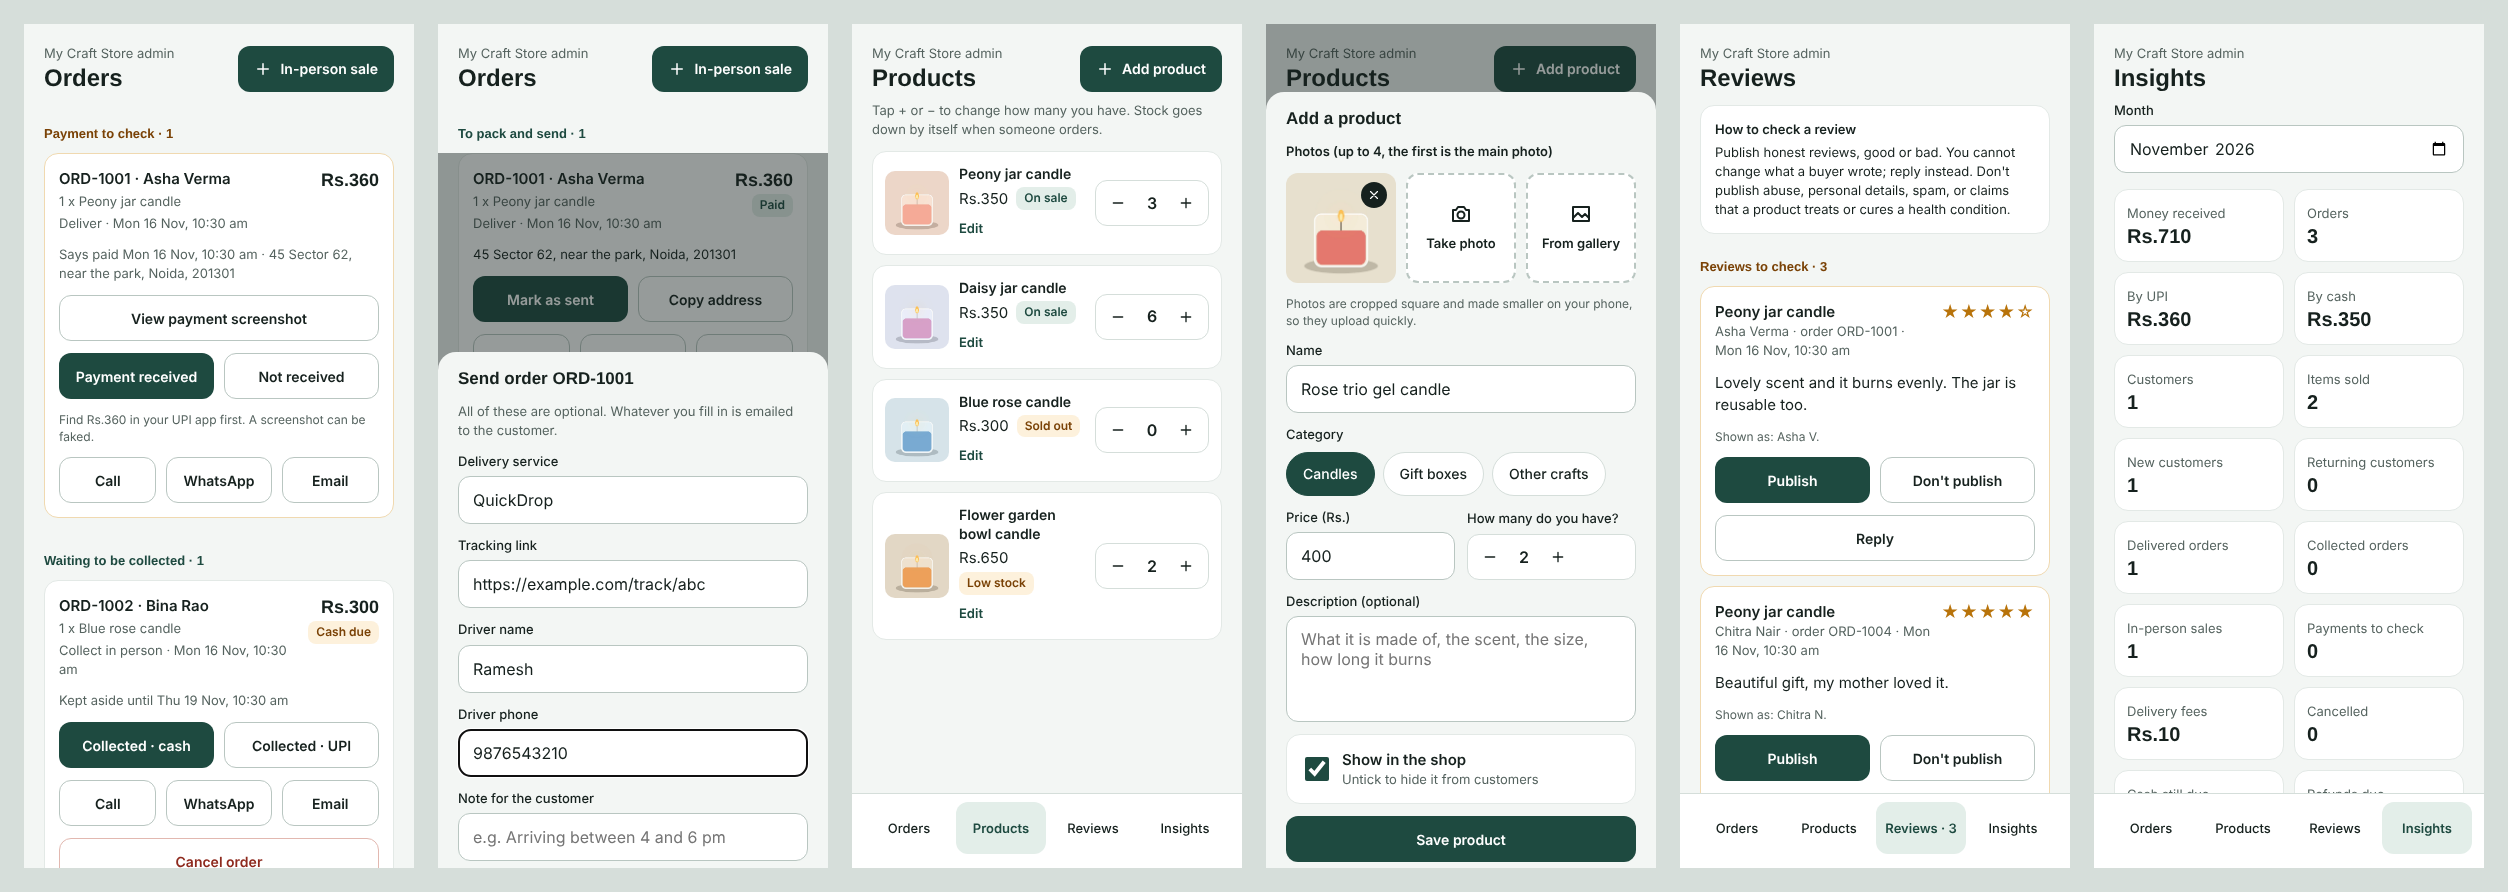 My Craft Store admin
Orders
In-person sale
Payment to check · 1
ORD-1001 · Asha Verma
Rs.360
1 x Peony jar candle
Deliver · Mon 16 Nov, 10:30 am
Says paid Mon 16 Nov, 10:30 am · 45 Sector 62,
near the park, Noida, 201301
View payment screenshot
Payment received
Not received
Find Rs.360 in your UPI app first. A screenshot can be
faked.
Call
WhatsApp
Email
Waiting to be collected · 1
ORD-1002 · Bina Rao
Rs.300
1 x Blue rose candle
Cash due
Collect in person · Mon 16 Nov, 10:30
am
Kept aside until Thu 19 Nov, 10:30 am
Collected · cash
Collected · UPI
Call
WhatsApp
Email
Cancel order
My Craft Store admin
Orders
In-person sale
To pack and send · 1
ORD-1001 · Asha Verma
Rs.360
1 x Peony jar candle
Paid
Deliver · Mon 16 Nov, 10:30 am
45 Sector 62, near the park, Noida, 201301
Mark as sent
Copy address
Send order ORD-1001
All of these are optional. Whatever you fill in is emailed
to the customer.
Delivery service
QuickDrop
Tracking link
https://example.com/track/abc
Driver name
Ramesh
Driver phone
9876543210
Note for the customer
e.g. Arriving between 4 and 6 pm
My Craft Store admin
Products
Add product
Tap + or − to change how many you have. Stock goes
down by itself when someone orders.
Peony jar candle
Rs.350
On sale
Edit
− 3 +
Daisy jar candle
Rs.350
On sale
Edit
− 6 +
Blue rose candle
Rs.300
Sold out
Edit
− 0 +
Flower garden
bowl candle
Rs.650
Low stock
Edit
− 2 +
Orders
Products
Reviews
Insights
My Craft Store admin
Products
Add product
Add a product
Photos (up to 4, the first is the main photo)
Take photo
From gallery
Photos are cropped square and made smaller on your phone,
so they upload quickly.
Name
Rose trio gel candle
Category
Candles
Gift boxes
Other crafts
Price (Rs.)
How many do you have?
400
− 2 +
Description (optional)
What it is made of, the scent, the size,
how long it burns
Show in the shop
Untick to hide it from customers
Save product
My Craft Store admin
Reviews
How to check a review
Publish honest reviews, good or bad. You cannot
change what a buyer wrote; reply instead. Don't
publish abuse, personal details, spam, or claims
that a product treats or cures a health condition.
Reviews to check · 3
Peony jar candle
★★★★☆
Asha Verma · order ORD-1001 ·
Mon 16 Nov, 10:30 am
Lovely scent and it burns evenly. The jar is
reusable too.
Shown as: Asha V.
Publish
Don't publish
Reply
Peony jar candle
★★★★★
Chitra Nair · order ORD-1004 · Mon
16 Nov, 10:30 am
Beautiful gift, my mother loved it.
Shown as: Chitra N.
Publish
Don't publish
Orders
Products
Reviews · 3
Insights
My Craft Store admin
Insights
Month
November 2026
Money received
Rs.710
Orders
3
By UPI
Rs.360
By cash
Rs.350
Customers
1
Items sold
2
New customers
1
Returning customers
0
Delivered orders
1
Collected orders
0
In-person sales
1
Payments to check
0
Delivery fees
Rs.10
Cancelled
0
Orders
Products
Reviews
Insights